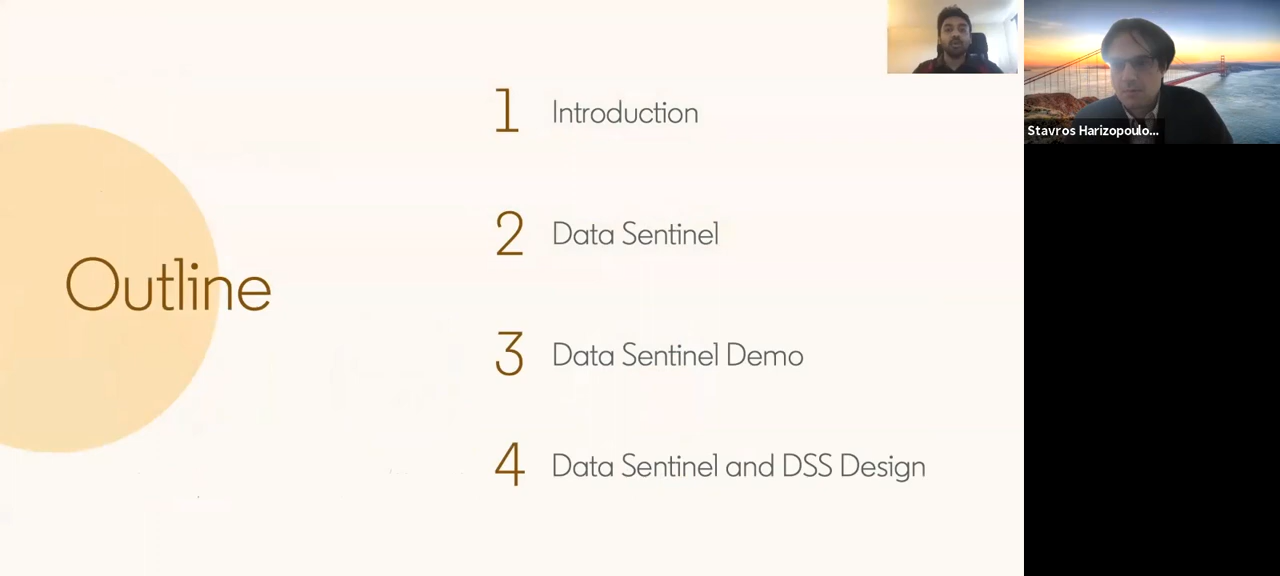 Outline
1 Introduction
2 Data Sentinel
3 Data Sentinel Demo
4 Data Sentinel and DSS Design
Stavros Harizopoulo...